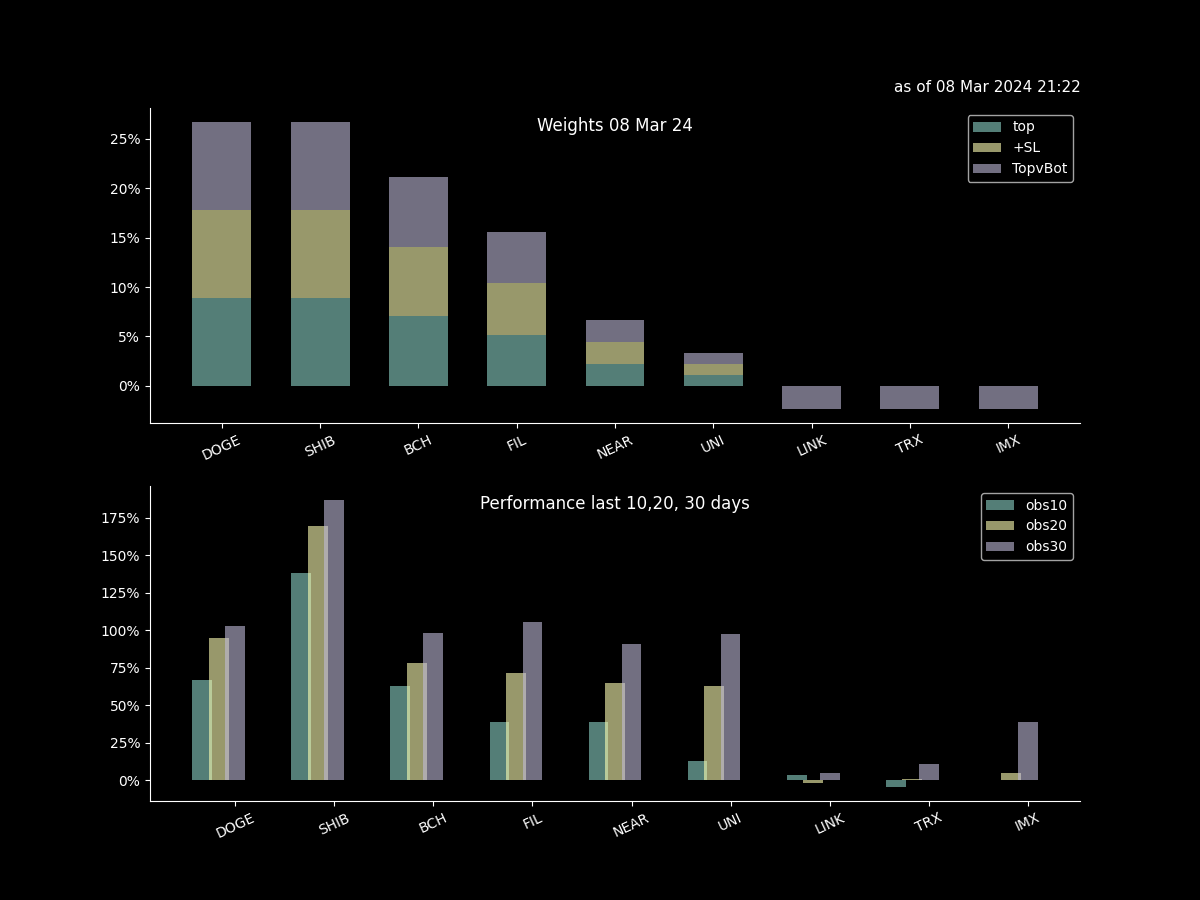 as of 08 Mar 2024 21:22
Weights 08 Mar 24
top
+SL
TopvBot
25%
20%
15%
10%
5%
0%
DOGE SHIB BCH FIL NEAR UNI LINK TRX IMX
Performance last 10,20, 30 days
obs10
obs20
obs30
175%
150%
125%
100%
75%
50%
25%
0%
DOGE SHIB BCH FIL NEAR UNI LINK TRX IMX